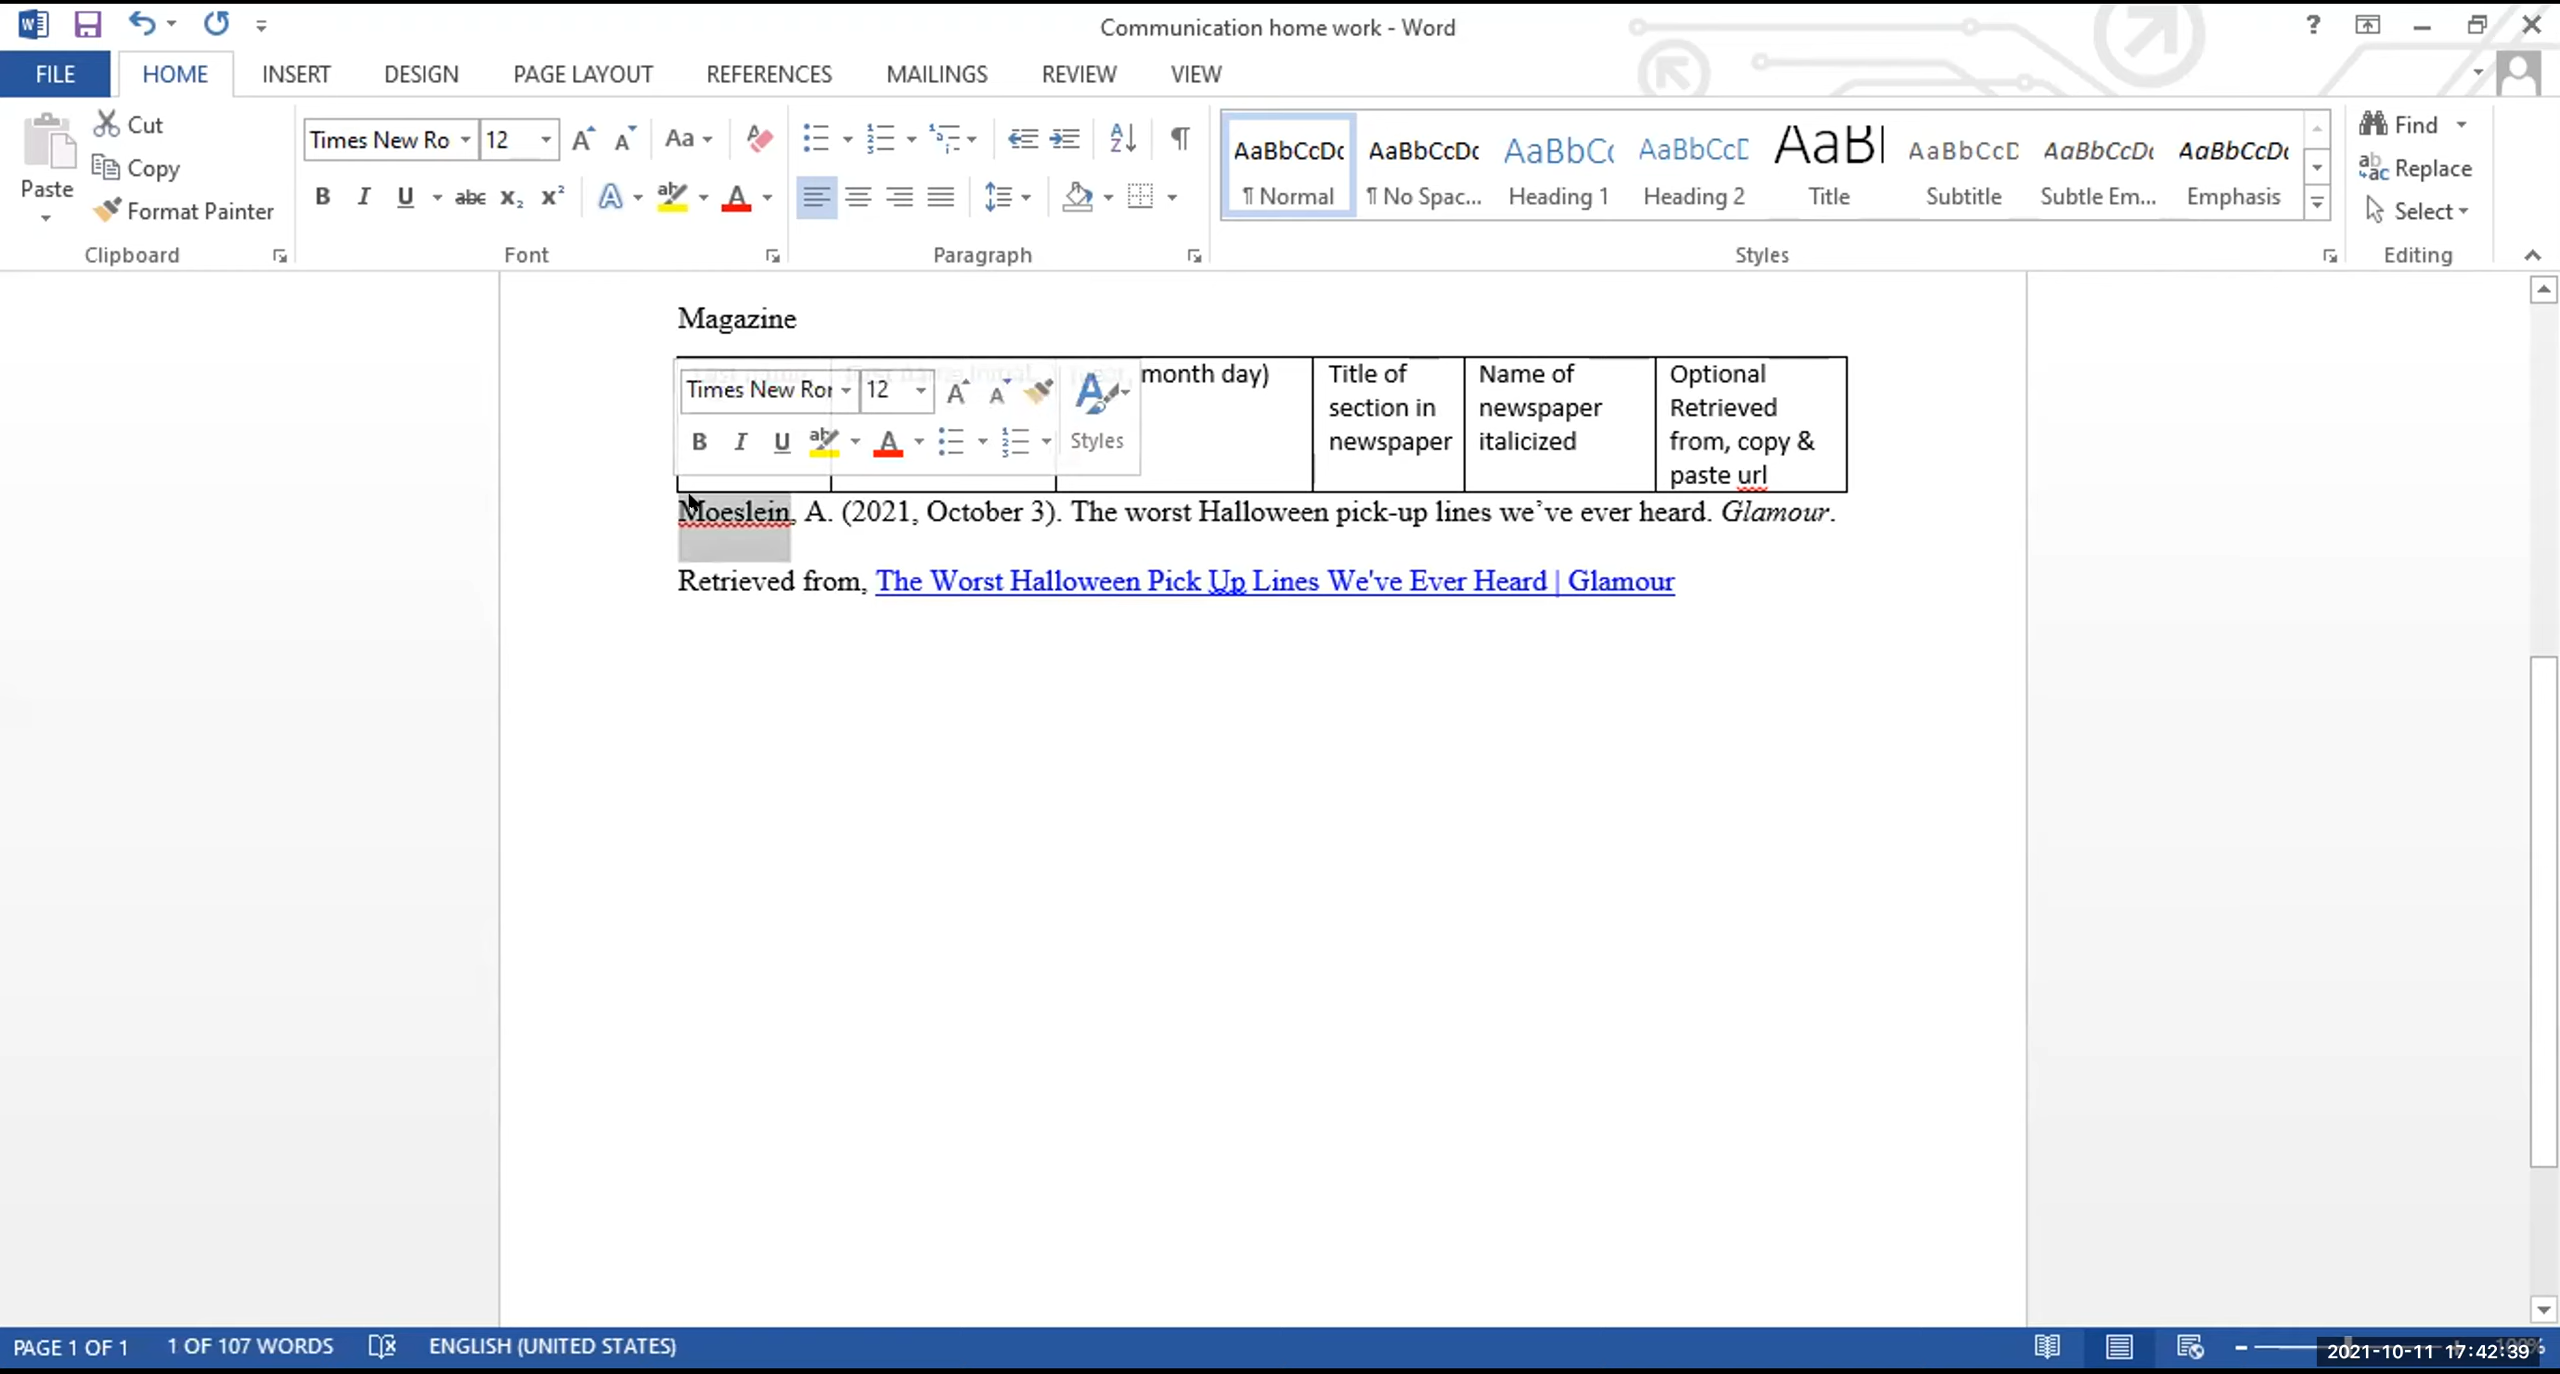 Communication home work - Word
FILE HOME INSERT DESIGN PAGE LAYOUT REFERENCES MAILINGS REVIEW VIEW
Paste
Cut
Copy
Format Painter
Clipboard
Times New Ro 12
Font
Paragraph
AaBbCcDc AaBbCcDc AaBbCc AaBbCcD AaBl AaBbCcD AaBbCcDc AaBbCcDc
¶ Normal ¶ No Spac... Heading 1 Heading 2 Title Subtitle Subtle Em... Emphasis
Styles
Find
Replace
Select
Editing
Magazine
month day)
Title of
section in
newspaper
Name of
newspaper
italicized
Optional
Retrieved
from, copy &
paste url
Times New Ror 12
B I U Styles
Moeslein, A. (2021, October 3). The worst Halloween pick-up lines we’ve ever heard. Glamour.
Retrieved from, The Worst Halloween Pick Up Lines We've Ever Heard | Glamour
PAGE 1 OF 1 1 OF 107 WORDS ENGLISH (UNITED STATES)
2021-10-11 17:42:39